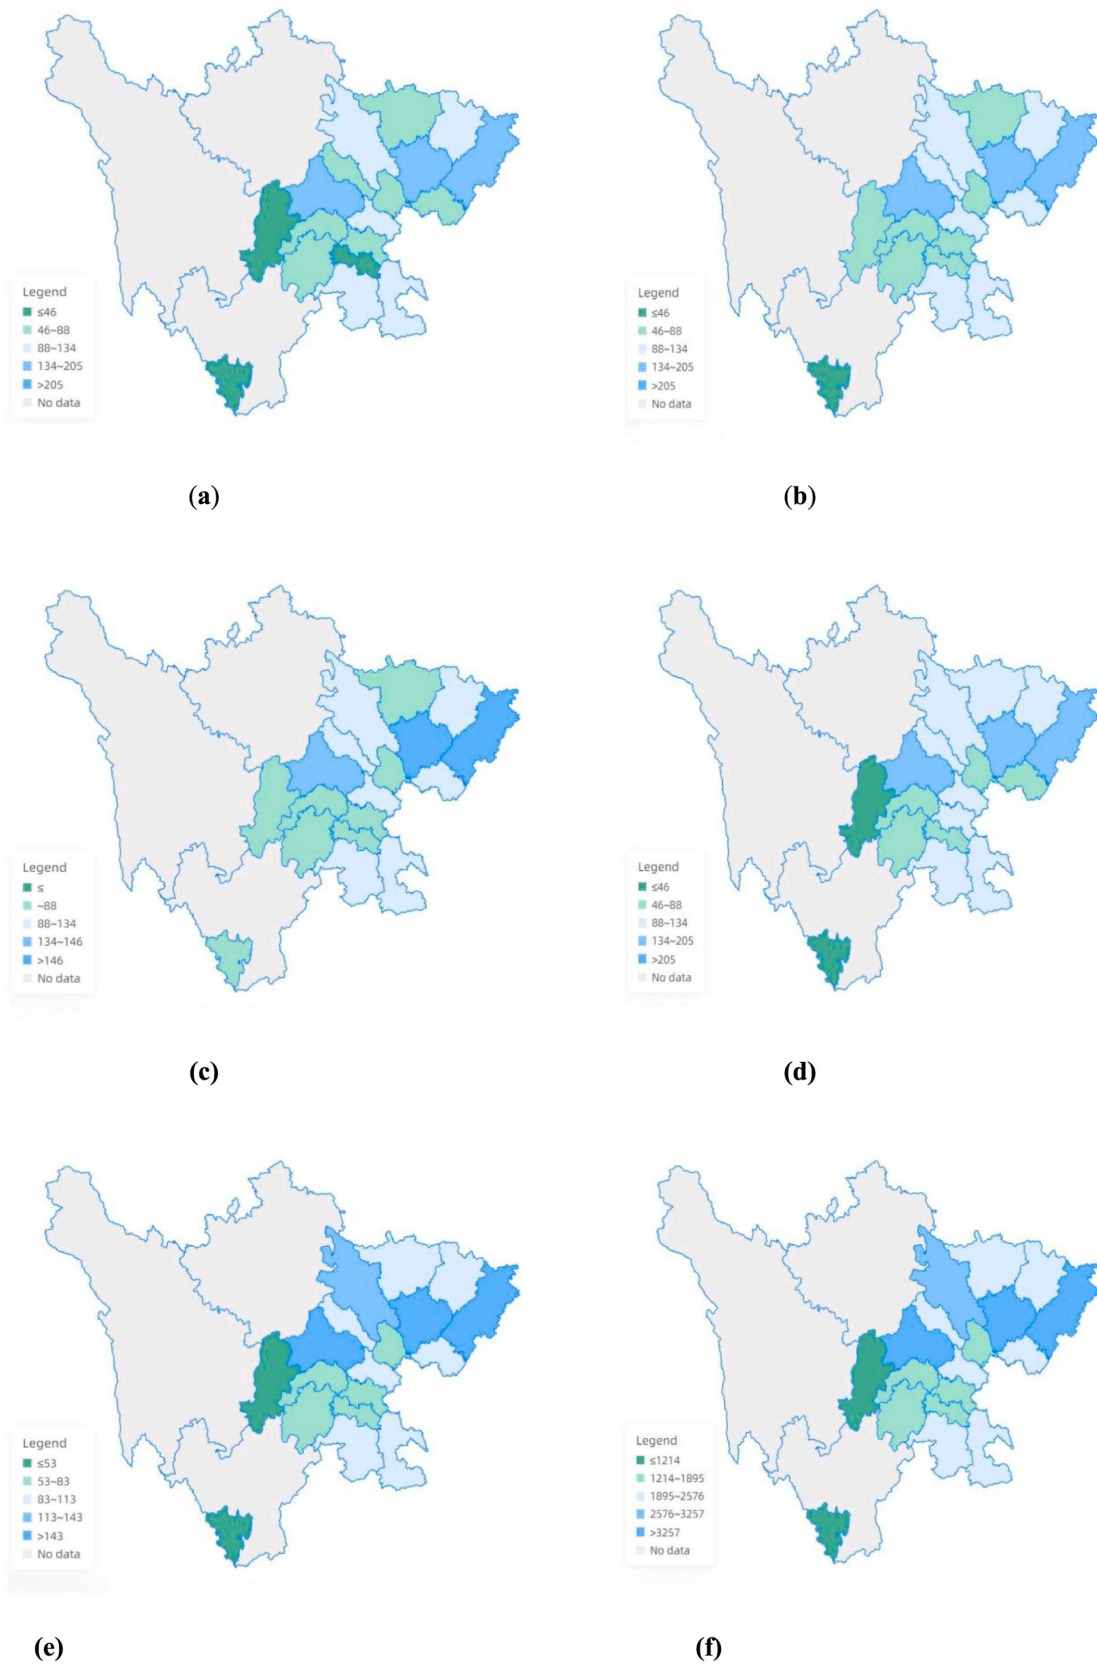 Legend
≤46
46~88
88~134
134~205
>205
No data
(a)
Legend
≤46
46~88
88~134
134~205
>205
No data
(b)
Legend
≤
~88
88~134
134~146
>146
No data
(c)
Legend
≤46
46~88
88~134
134~205
>205
No data
(d)
Legend
≤53
53~83
83~113
113~143
>143
No data
(e)
Legend
≤1214
1214~1895
1895~2576
2576~3257
>3257
No data
(f)